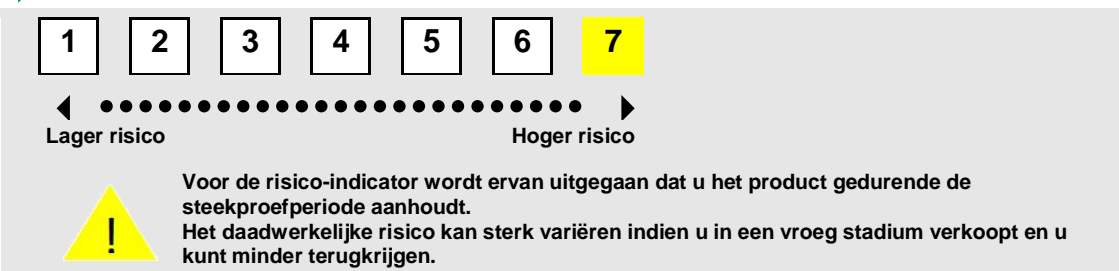 1 2 3 4 5 6 7
Lager risico Hoger risico
!
Voor de risico-indicator wordt ervan uitgegaan dat u het product gedurende de
steekproefperiode aanhoudt.
Het daadwerkelijke risico kan sterk variëren indien u in een vroeg stadium verkoopt en u
kunt minder terugkrijgen.